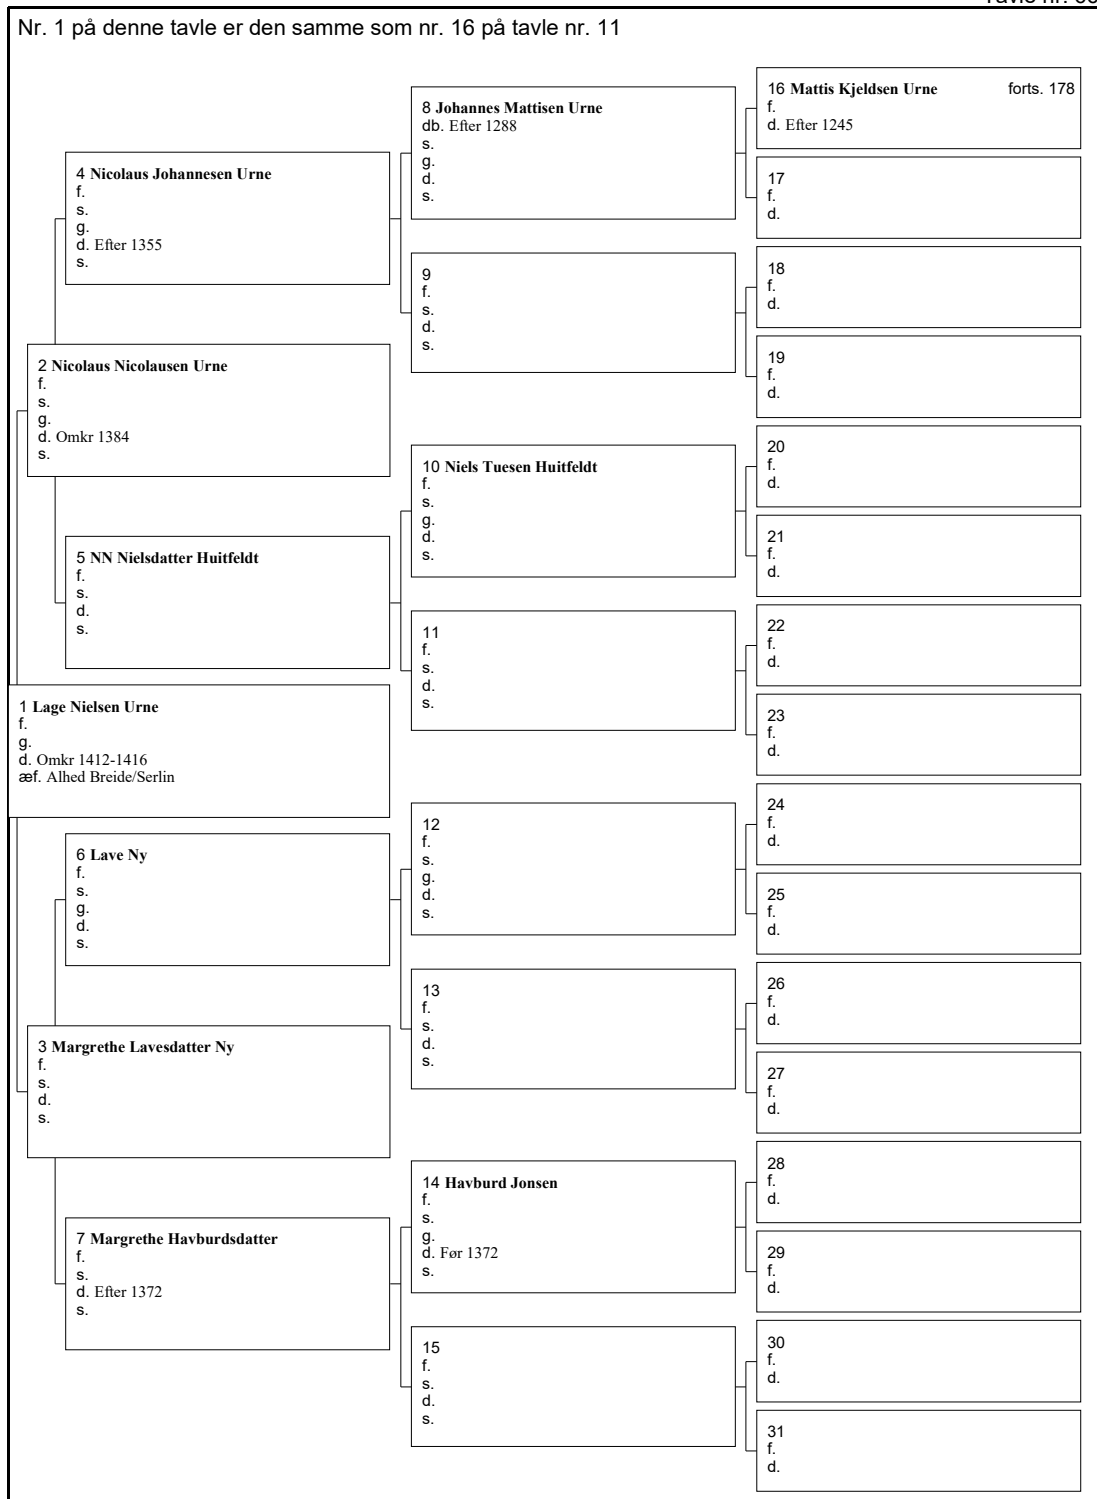 Nr. 1 på denne tavle er den samme som nr. 16 på tavle nr. 11
16 Mattis Kjeldsen Urne forts. 178
f.
d. Efter 1245
8 Johannes Mattisen Urne
db. Efter 1288
s.
g.
d.
s.
17
f.
d.
4 Nicolaus Johannesen Urne
f.
s.
g.
d. Efter 1355
s.
18
f.
d.
9
f.
s.
d.
s.
19
f.
d.
2 Nicolaus Nicolausen Urne
f.
s.
g.
d. Omkr 1384
s.
20
f.
d.
10 Niels Tuesen Huitfeldt
f.
s.
g.
d.
s.
21
f.
d.
5 NN Nielsdatter Huitfeldt
f.
s.
d.
s.
22
f.
d.
11
f.
s.
d.
s.
23
f.
d.
1 Lage Nielsen Urne
f.
g.
d. Omkr 1412-1416
æf. Alhed Breide/Serlin
24
f.
d.
12
f.
s.
g.
d.
s.
25
f.
d.
6 Lave Ny
f.
s.
g.
d.
s.
26
f.
d.
13
f.
s.
d.
s.
27
f.
d.
3 Margrethe Lavesdatter Ny
f.
s.
d.
s.
28
f.
d.
14 Havburd Jonsen
f.
s.
g.
d. Før 1372
s.
29
f.
d.
7 Margrethe Havburdsdatter
f.
s.
d. Efter 1372
s.
30
f.
d.
15
f.
s.
d.
s.
31
f.
d.